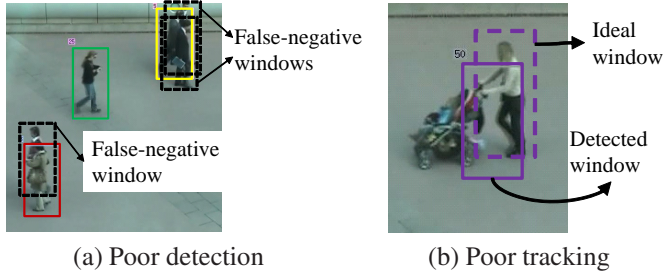 False-negative
windows
False-negative
window
(a) Poor detection
50
Ideal
window
Detected
window
(b) Poor tracking